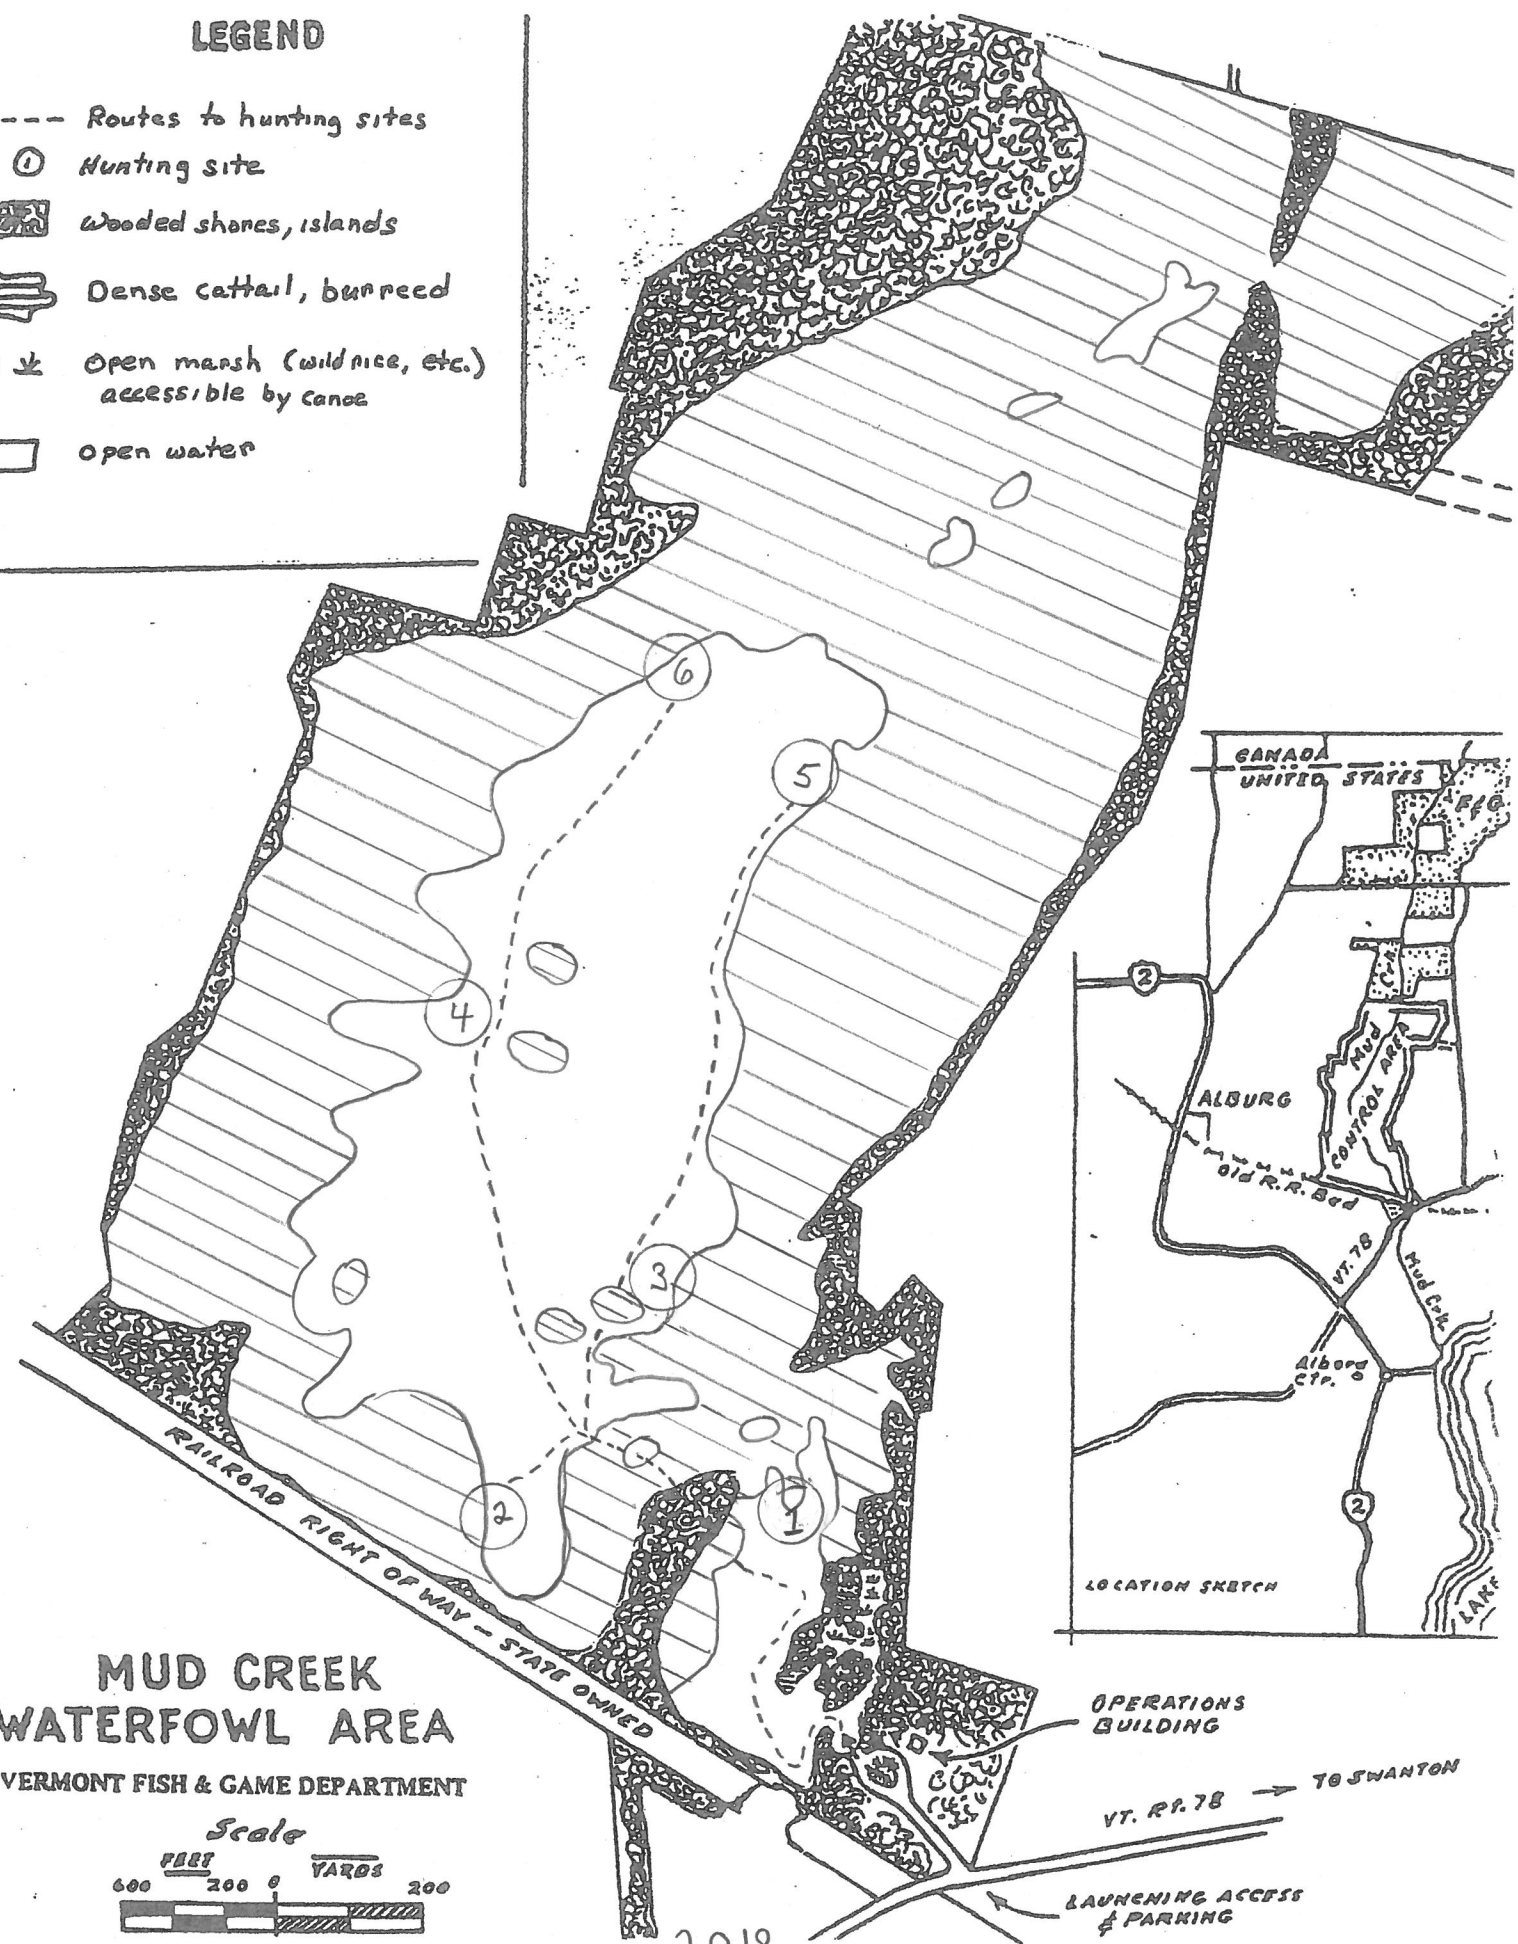 LEGEND
Routes to hunting sites
1 Hunting site
Wooded shores, islands
Dense cattail, burreed
Open marsh (wild rice, etc.)
accessible by canoe
Open water
6
5
4
3
2
1
RAILROAD RIGHT OF WAY - STATE OWNED
CANADA
UNITED STATES
F&G
2
Crk.
Mud
CONTROL AREA
ALBURG
Old R.R. Bed
VT. 78
Mud Crk.
Alburg
Ctr.
2
LOCATION SKETCH
LAKE
MUD CREEK
WATERFOWL AREA
VERMONT FISH & GAME DEPARTMENT
Scale
FEET YARDS
600 200 0 200
OPERATIONS
BUILDING
VT. RT. 78 → TO SWANTON
LAUNCHING ACCESS
& PARKING